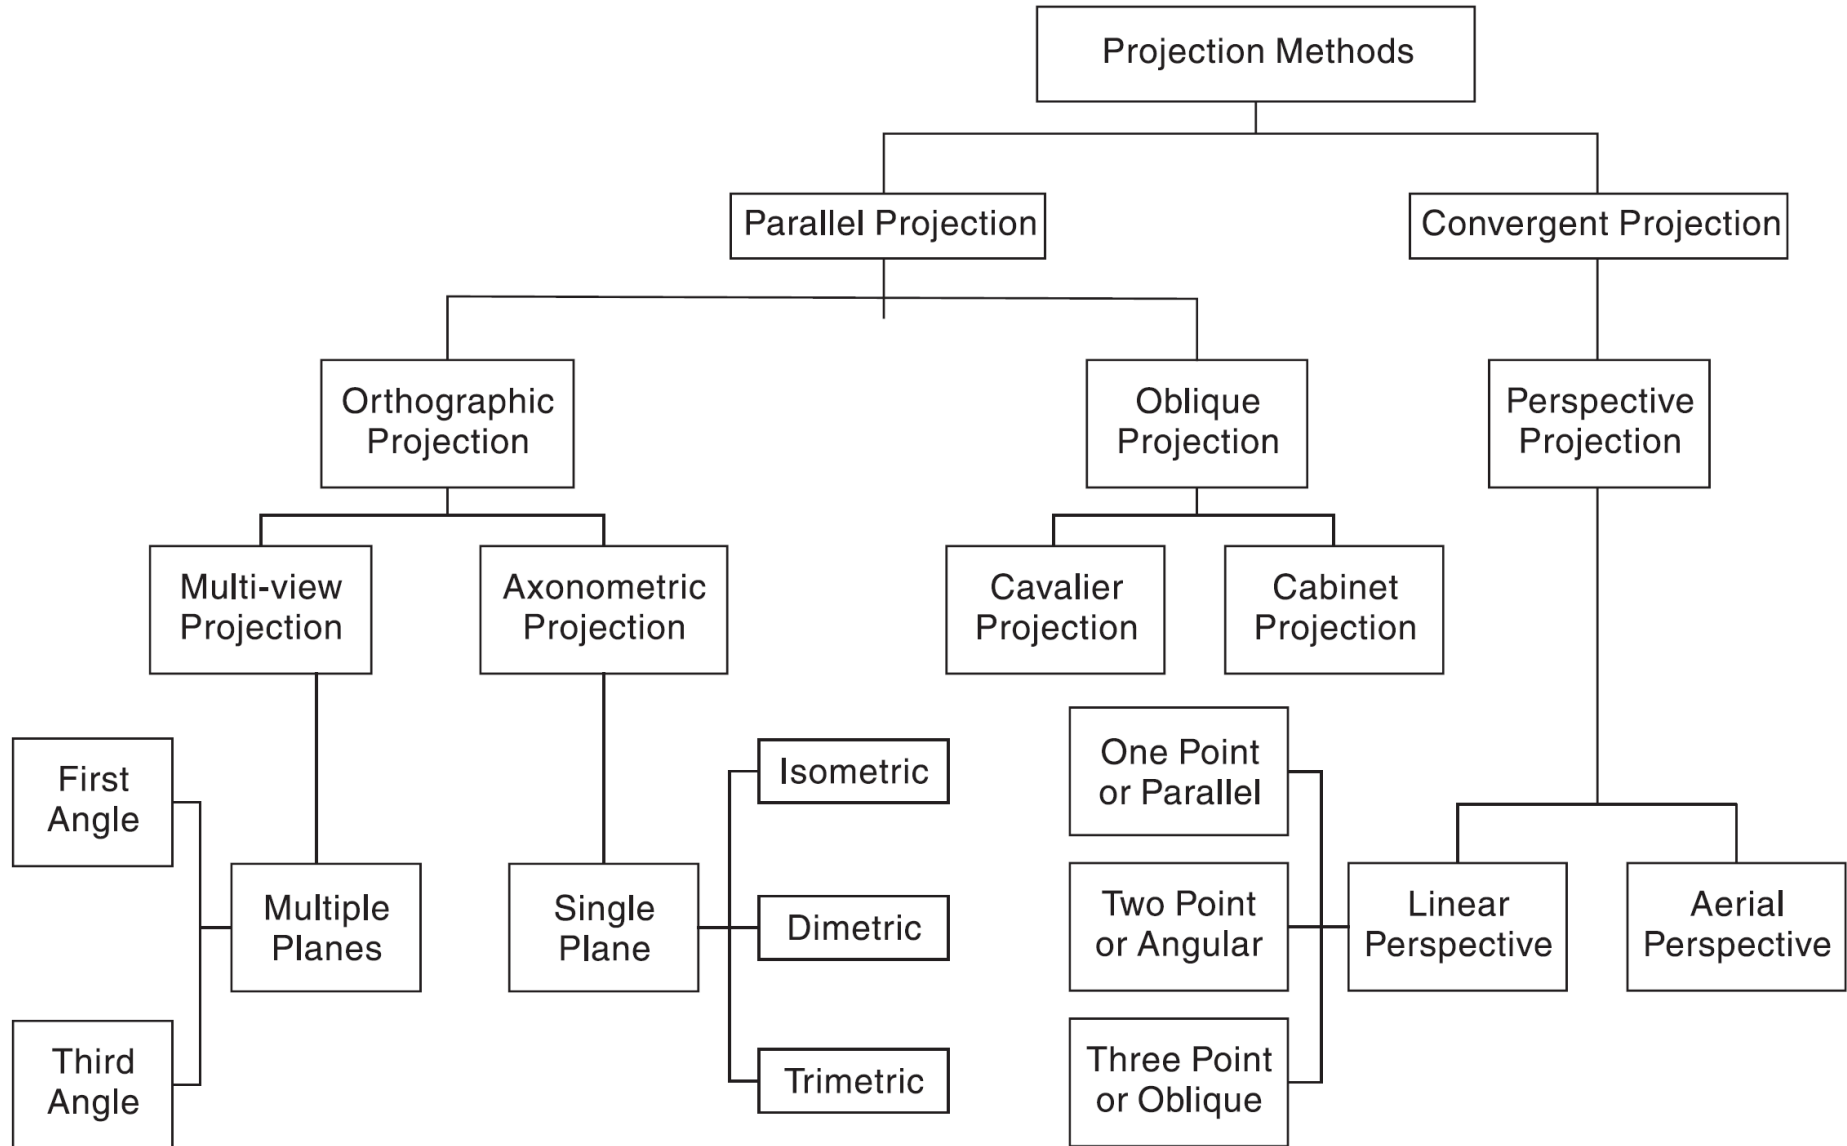 Projection Methods
Parallel Projection
Convergent Projection
Orthographic
Projection
Oblique
Projection
Perspective
Projection
Multi-view
Projection
Axonometric
Projection
Cavalier
Projection
Cabinet
Projection
First
Angle
Third
Angle
Multiple
Planes
Single
Plane
Isometric
Dimetric
Trimetric
One Point
or Parallel
Two Point
or Angular
Three Point
or Oblique
Linear
Perspective
Aerial
Perspective